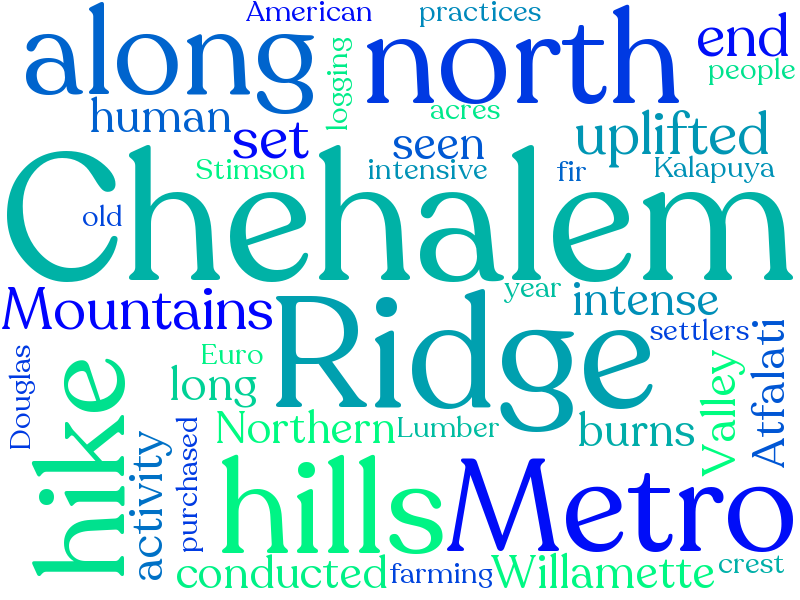 American practices
along north end
logging people
human acres
set seen uplifted
Stimson intensive fir Kalapuya
Chehalem
old
Mountains Ridge year intense
settlers
Douglas hike Euro Valley Atfalati
long
Northern Lumber burns
activity purchased hills Metro
conducted farming Willamette crest